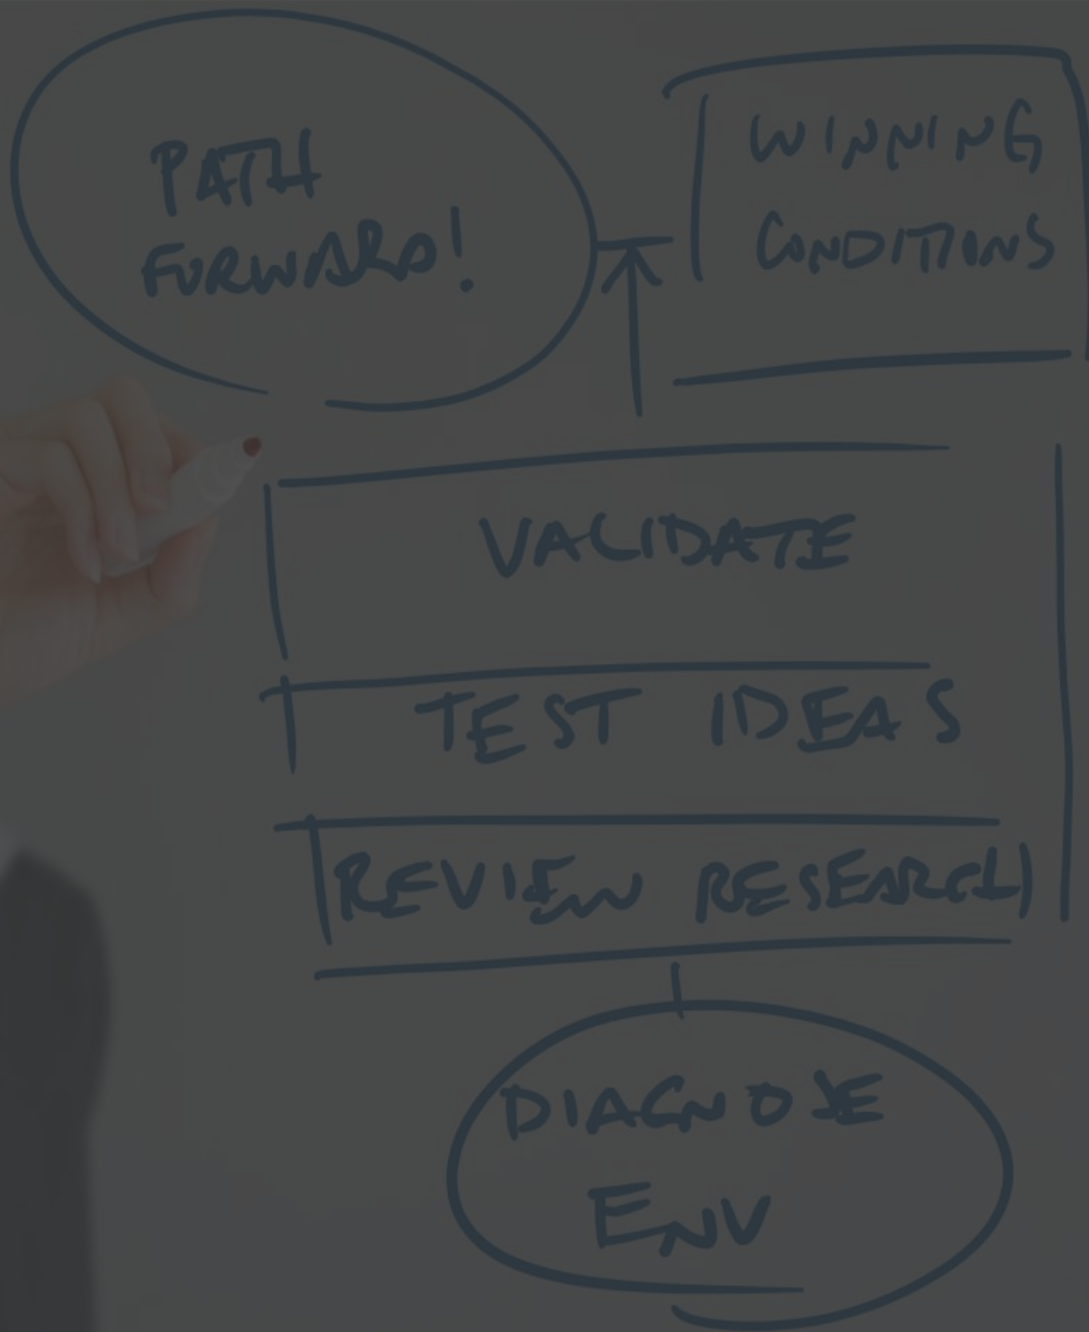 PATH
FORWARD!
WINNING
CONDITIONS
VALIDATE
TEST IDEAS
REVIEW RESEARCH
DIAGNOSE
ENV